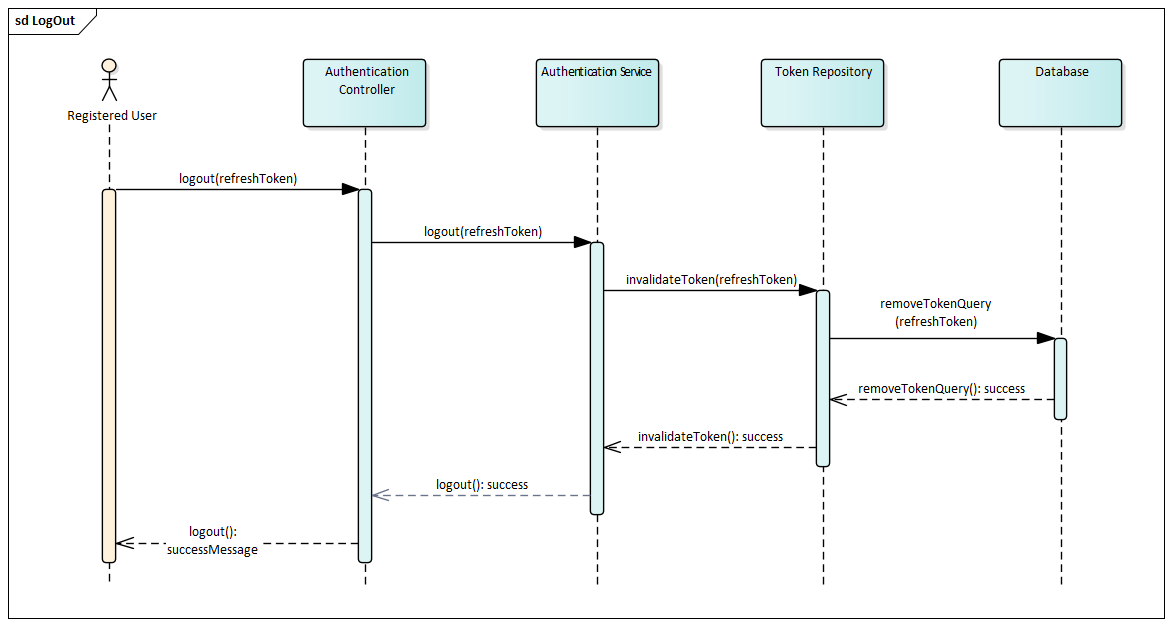 sd LogOut
Registered User
Authentication
Controller
Authentication Service
Token Repository
Database
logout(refreshToken)
logout(refreshToken)
invalidateToken(refreshToken)
removeTokenQuery
(refreshToken)
removeTokenQuery(): success
invalidateToken(): success
logout(): success
logout():
successMessage